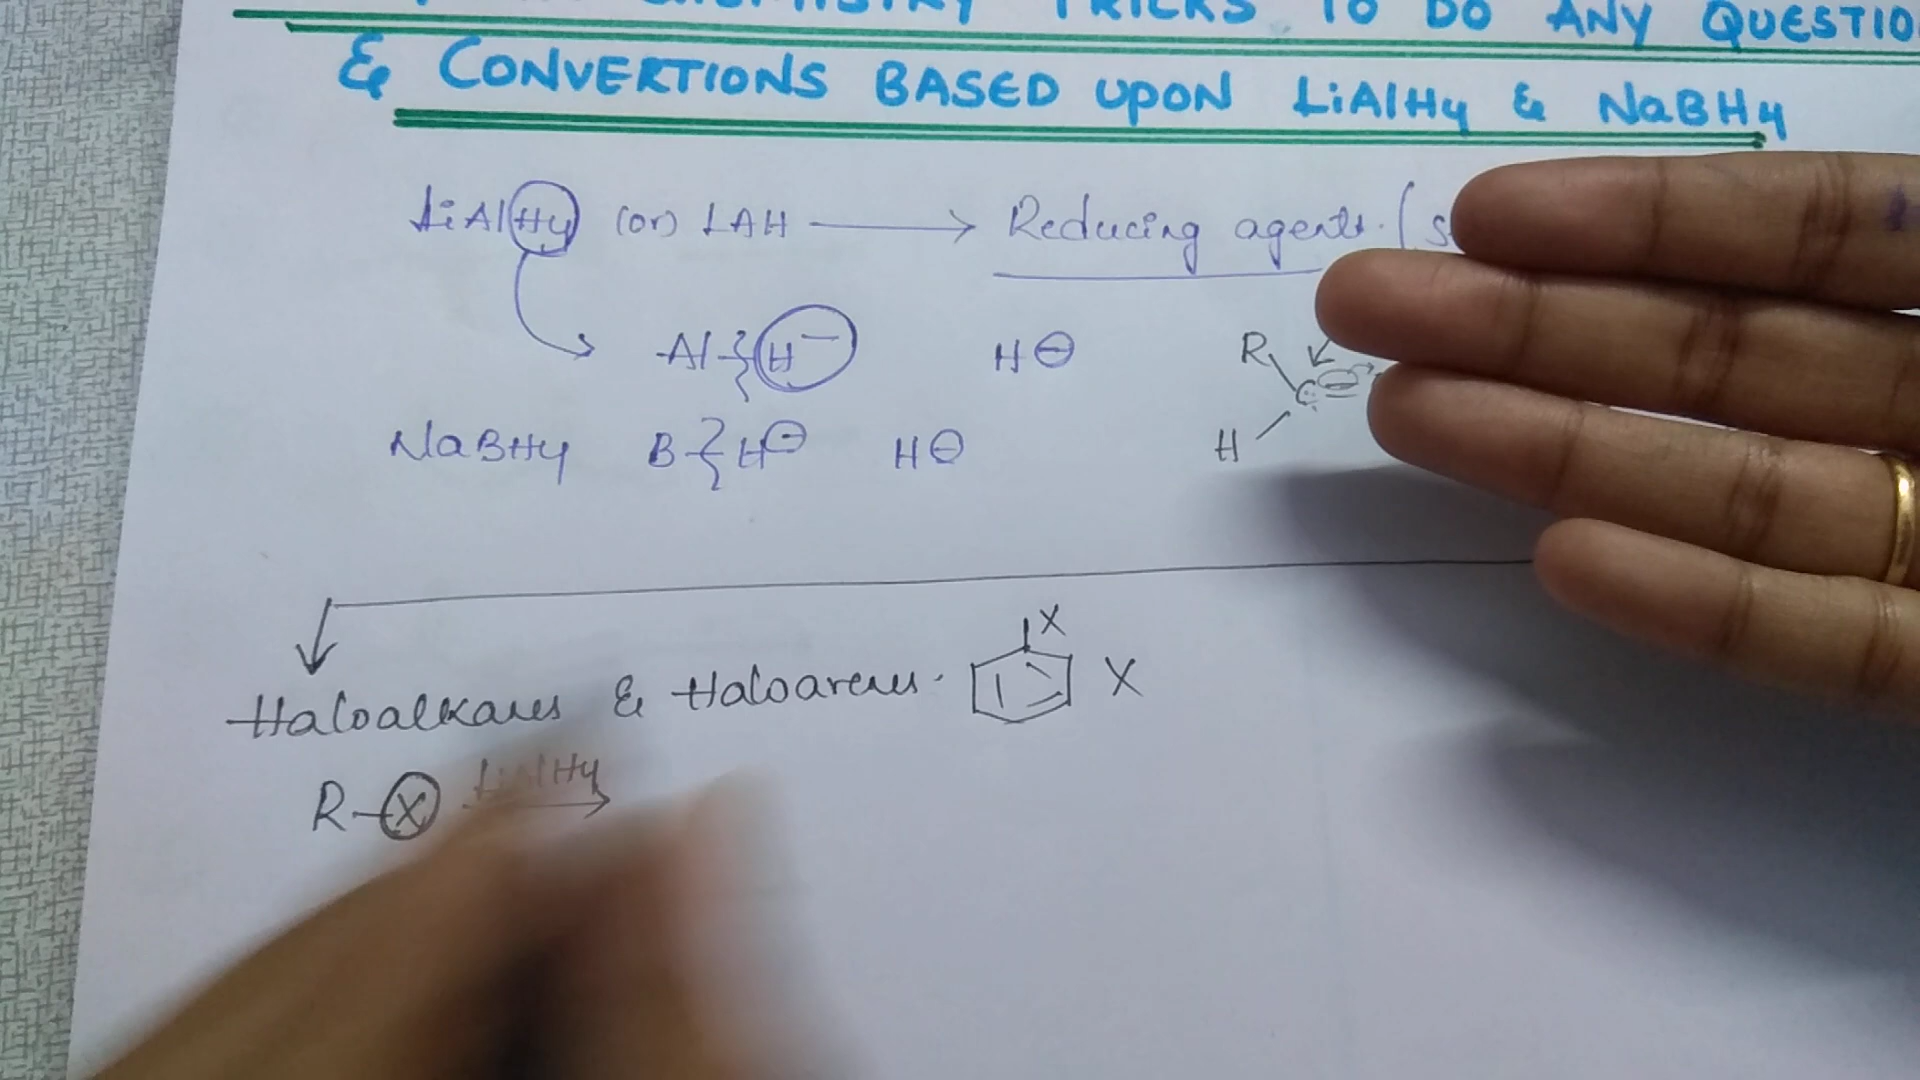 TRICKS TO DO ANY QUESTIO
& CONVERTIONS BASED UPON LiAlH4 & NaBH4
LiAlH4 (or) LAH → Reducing agents. (
Al-H− H⊖
R
C
NaBH4 B-H⊖ H⊖
H
X
Haloalkanes & Haloarenes. X
LiAlH4
R-X →